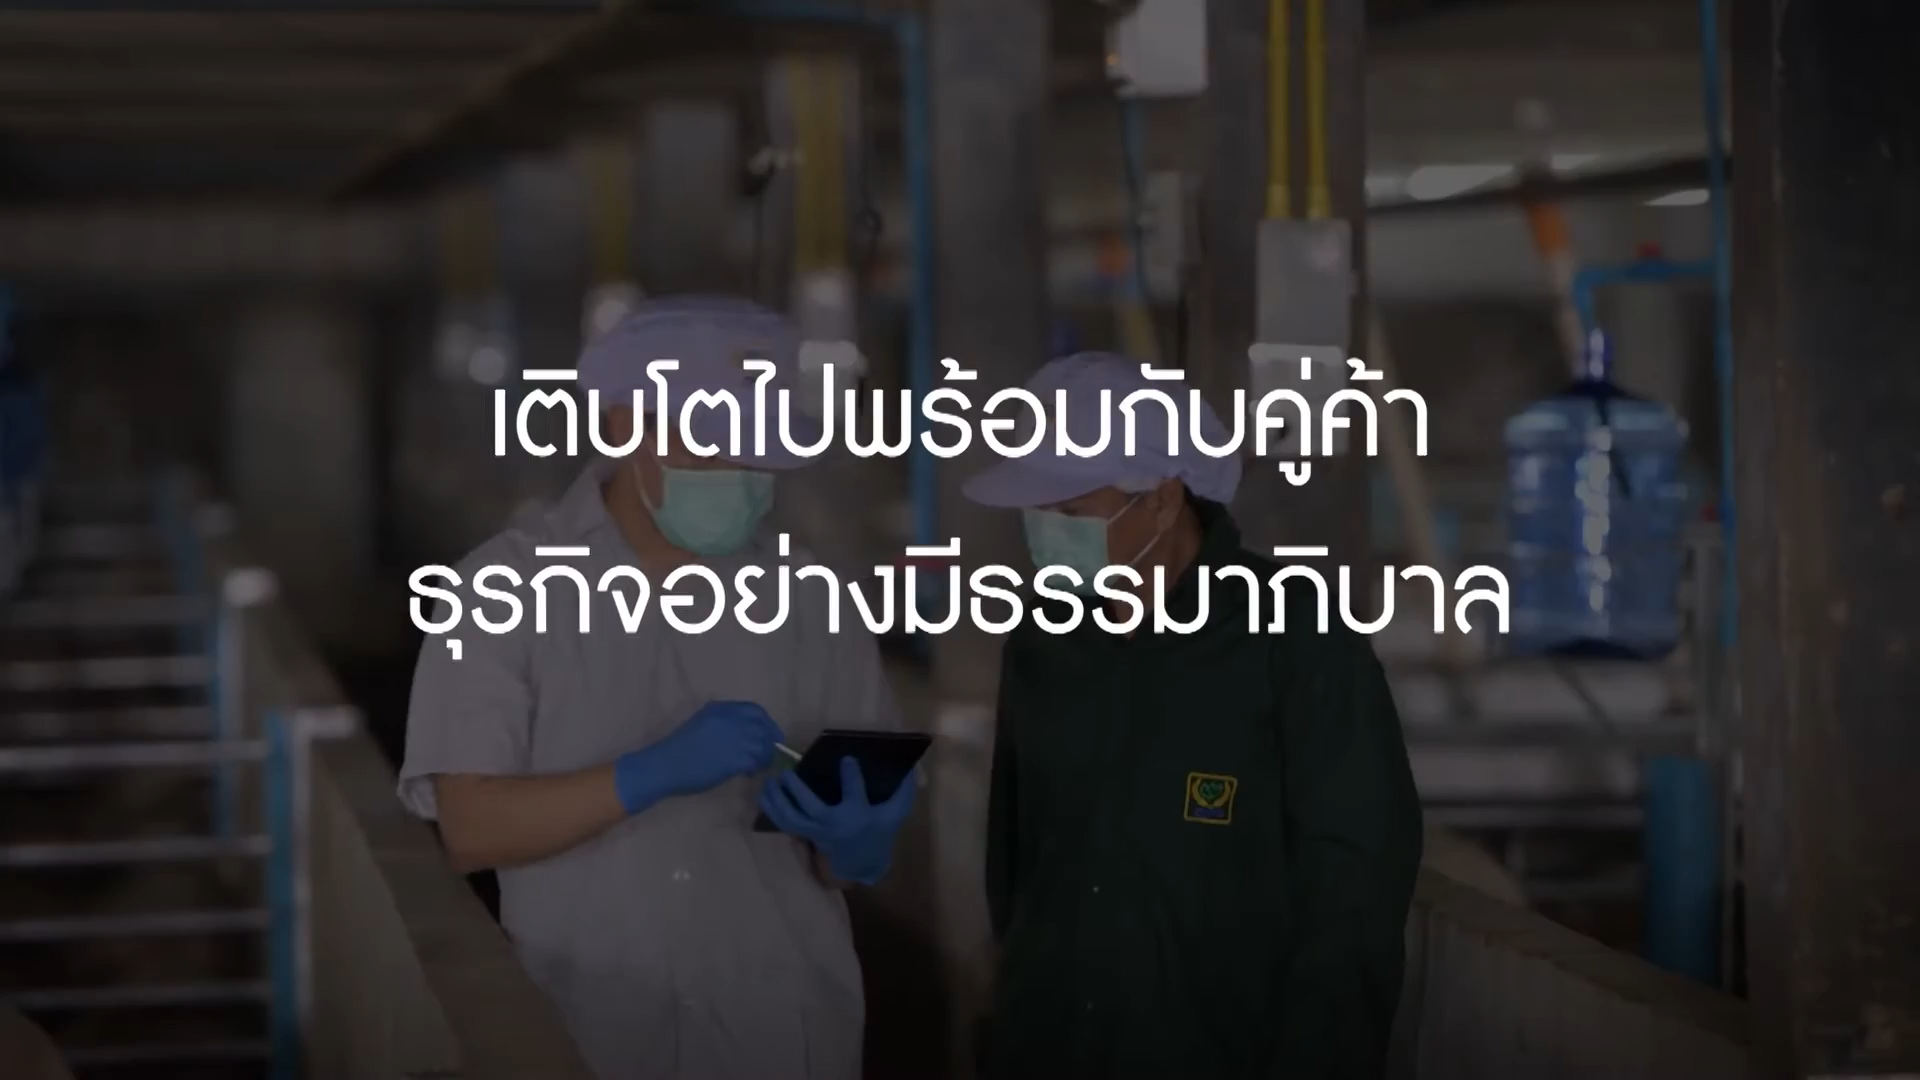 เติบโตไปพร้อมกับคู่ค้า
ธุรกิจอย่างมีธรรมาภิบาล